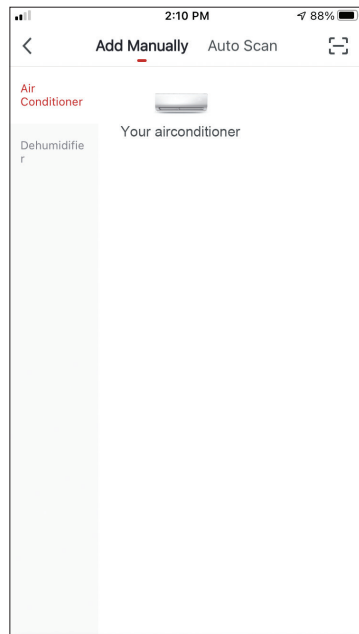 2:10 PM
88%
Add Manually Auto Scan
Air
Conditioner
Your airconditioner
Dehumidifie
r